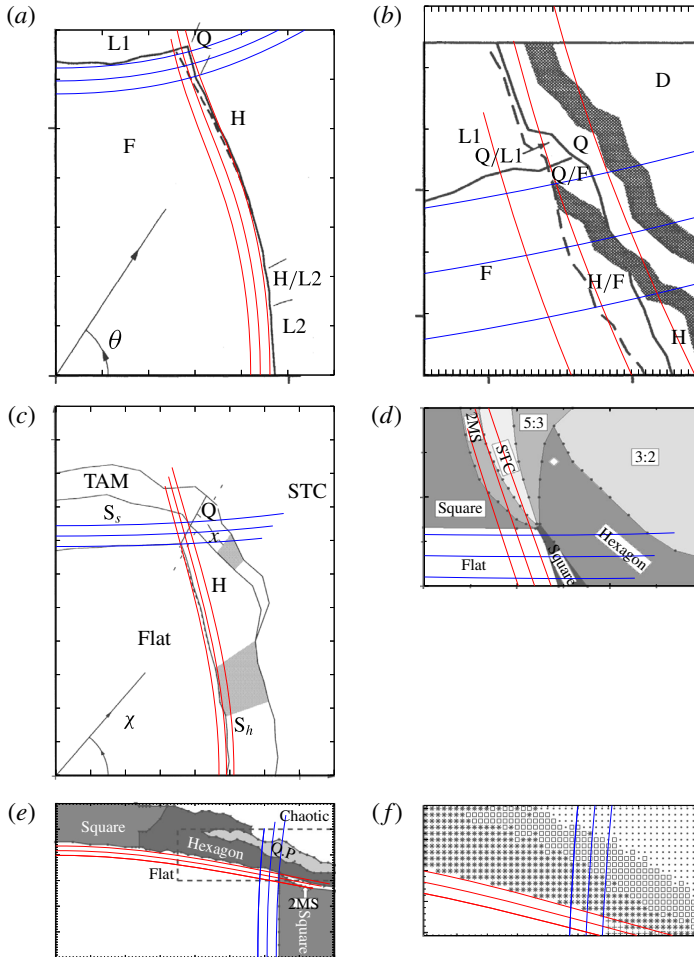 (a)
L1
Q
H
F
H/L2
L2
θ
(b)
D
L1
Q
Q/L1
Q/F
F
H/F
H
(c)
TAM
STC
S_s
Q
x
H
Flat
χ
S_h
(d)
2MS
5:3
STC
3:2
Square
Flat
Square
Hexagon
(e)
Square
Chaotic
Hexagon
Q.P
Flat
2MS
Square
(f)